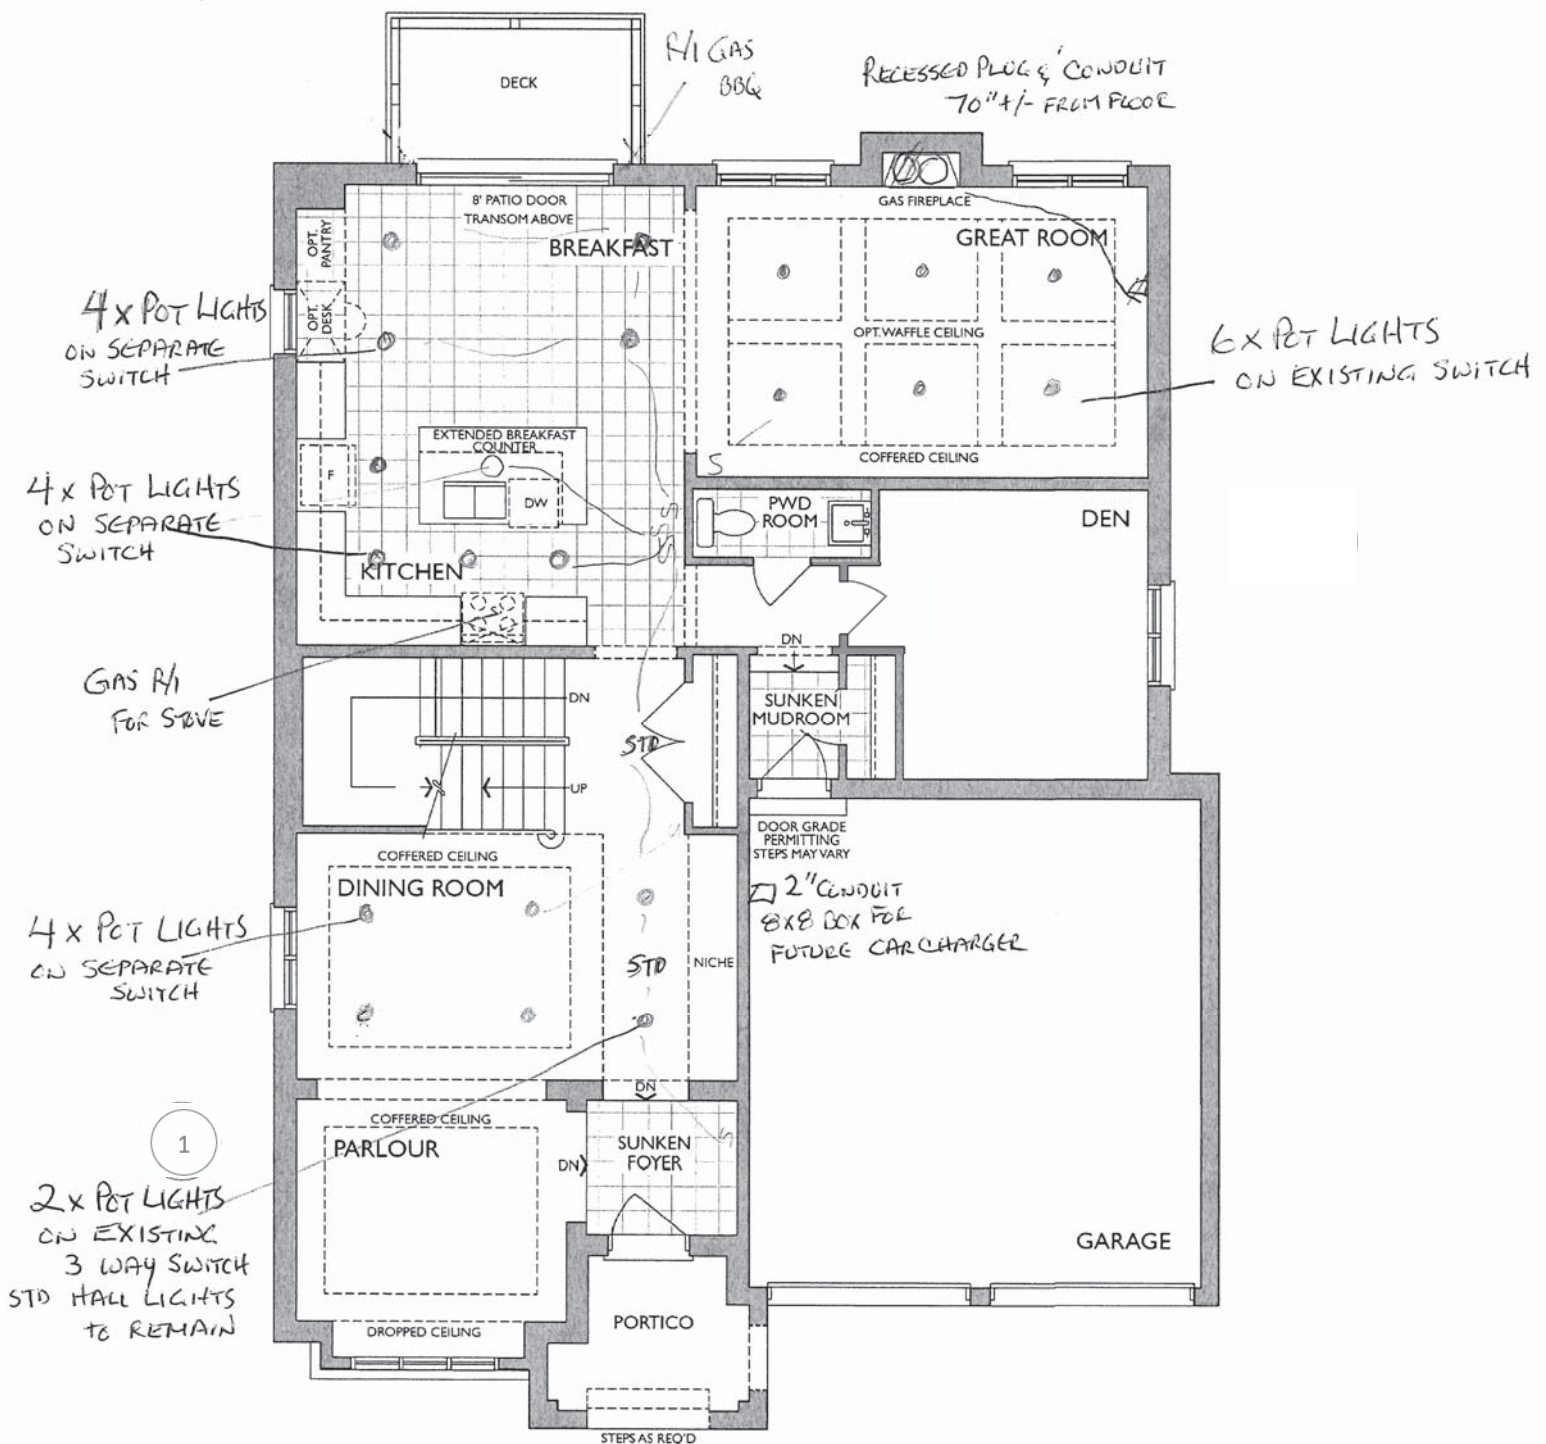 DECK
R/I GAS
BBQ
RECESSED PLUG & CONDUIT
70" +/- FROM FLOOR
8' PATIO DOOR
TRANSOM ABOVE
BREAKFAST
GAS FIREPLACE
GREAT ROOM
OPT.
PANTRY
OPT.
DESK
4 x POT LIGHTS
ON SEPARATE
SWITCH
OPT. WAFFLE CEILING
6 x POT LIGHTS
ON EXISTING SWITCH
COFFERED CEILING
S
EXTENDED BREAKFAST
COUNTER
F
DW
4 x POT LIGHTS
ON SEPARATE
SWITCH
S
S
S
S
PWD
ROOM
DEN
KITCHEN
S
GAS R/I
FOR STOVE
DN
DN
SUNKEN
MUDROOM
STD
UP
COFFERED CEILING
DINING ROOM
DOOR GRADE
PERMITTING
STEPS MAY VARY
2" CONDUIT
8x8 BOX FOR
FUTURE CAR CHARGER
4 x POT LIGHTS
ON SEPARATE
SWITCH
STD
NICHE
DN
COFFERED CEILING
PARLOUR
DN
SUNKEN
FOYER
S
1
2 x POT LIGHTS
ON EXISTING
3 WAY SWITCH
STD HALL LIGHTS
TO REMAIN
GARAGE
PORTICO
DROPPED CEILING
STEPS AS REQ'D